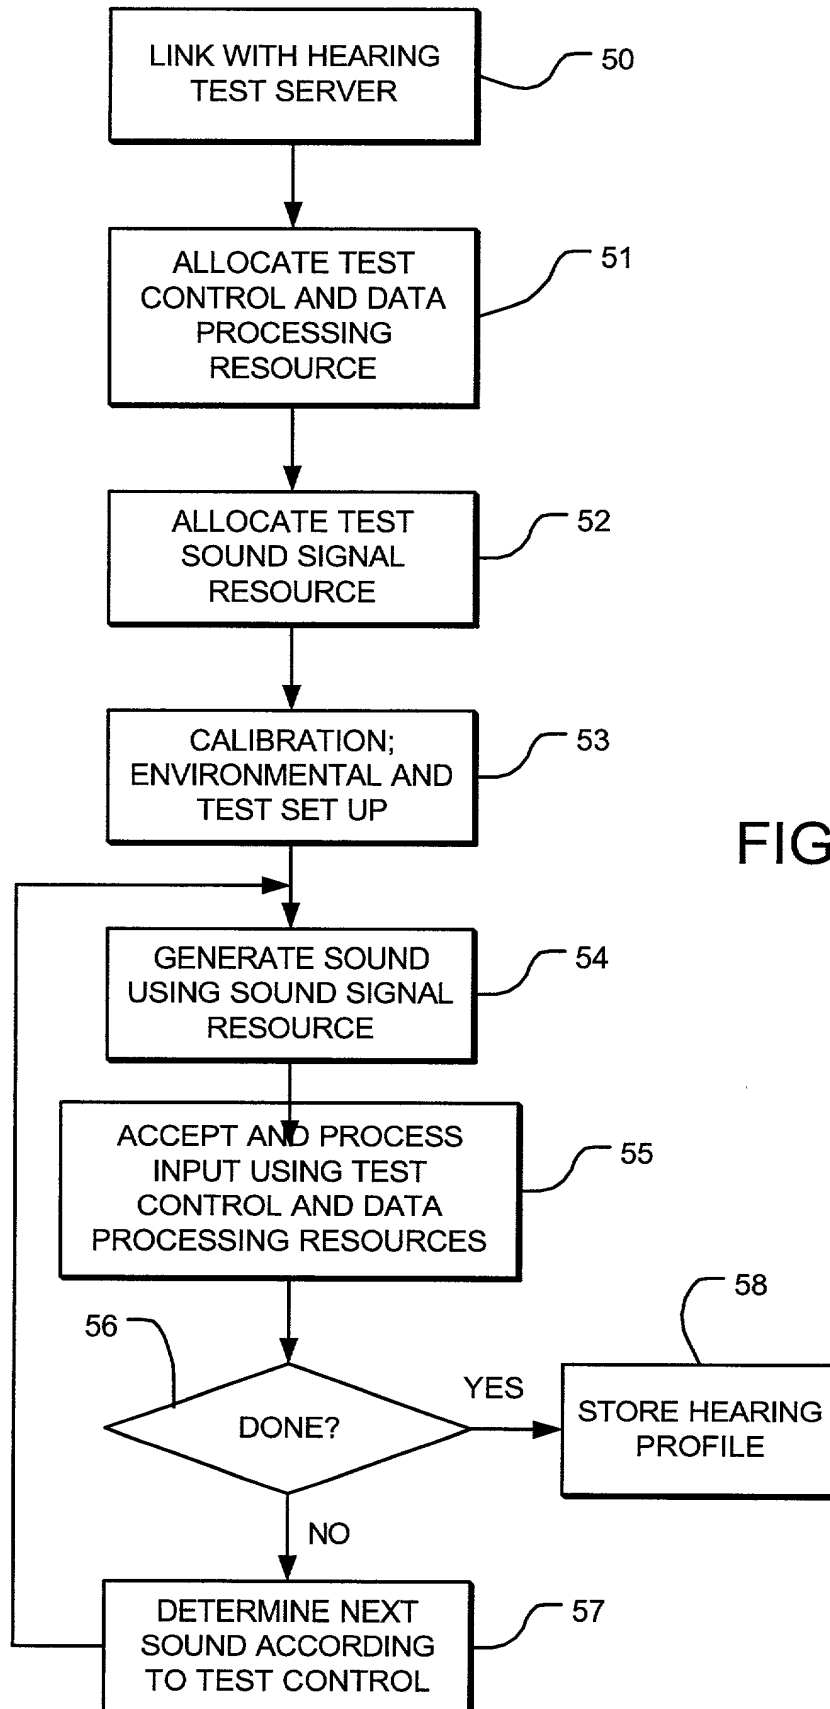 LINK WITH HEARING
TEST SERVER
50
ALLOCATE TEST
CONTROL AND DATA
PROCESSING
RESOURCE
51
ALLOCATE TEST
SOUND SIGNAL
RESOURCE
52
CALIBRATION;
ENVIRONMENTAL AND
TEST SET UP
53
FIG
GENERATE SOUND
USING SOUND SIGNAL
RESOURCE
54
ACCEPT AND PROCESS
INPUT USING TEST
CONTROL AND DATA
PROCESSING RESOURCES
55
56
DONE?
YES
58
STORE HEARING
PROFILE
NO
DETERMINE NEXT
SOUND ACCORDING
TO TEST CONTROL
57